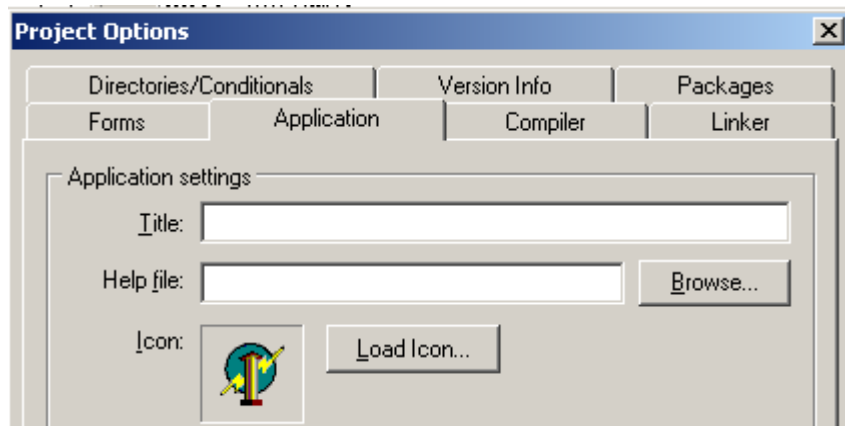 Project Options
Directories/Conditionals Version Info Packages
Forms Application Compiler Linker
Application settings
Title:
Help file: Browse...
Icon: Load Icon...